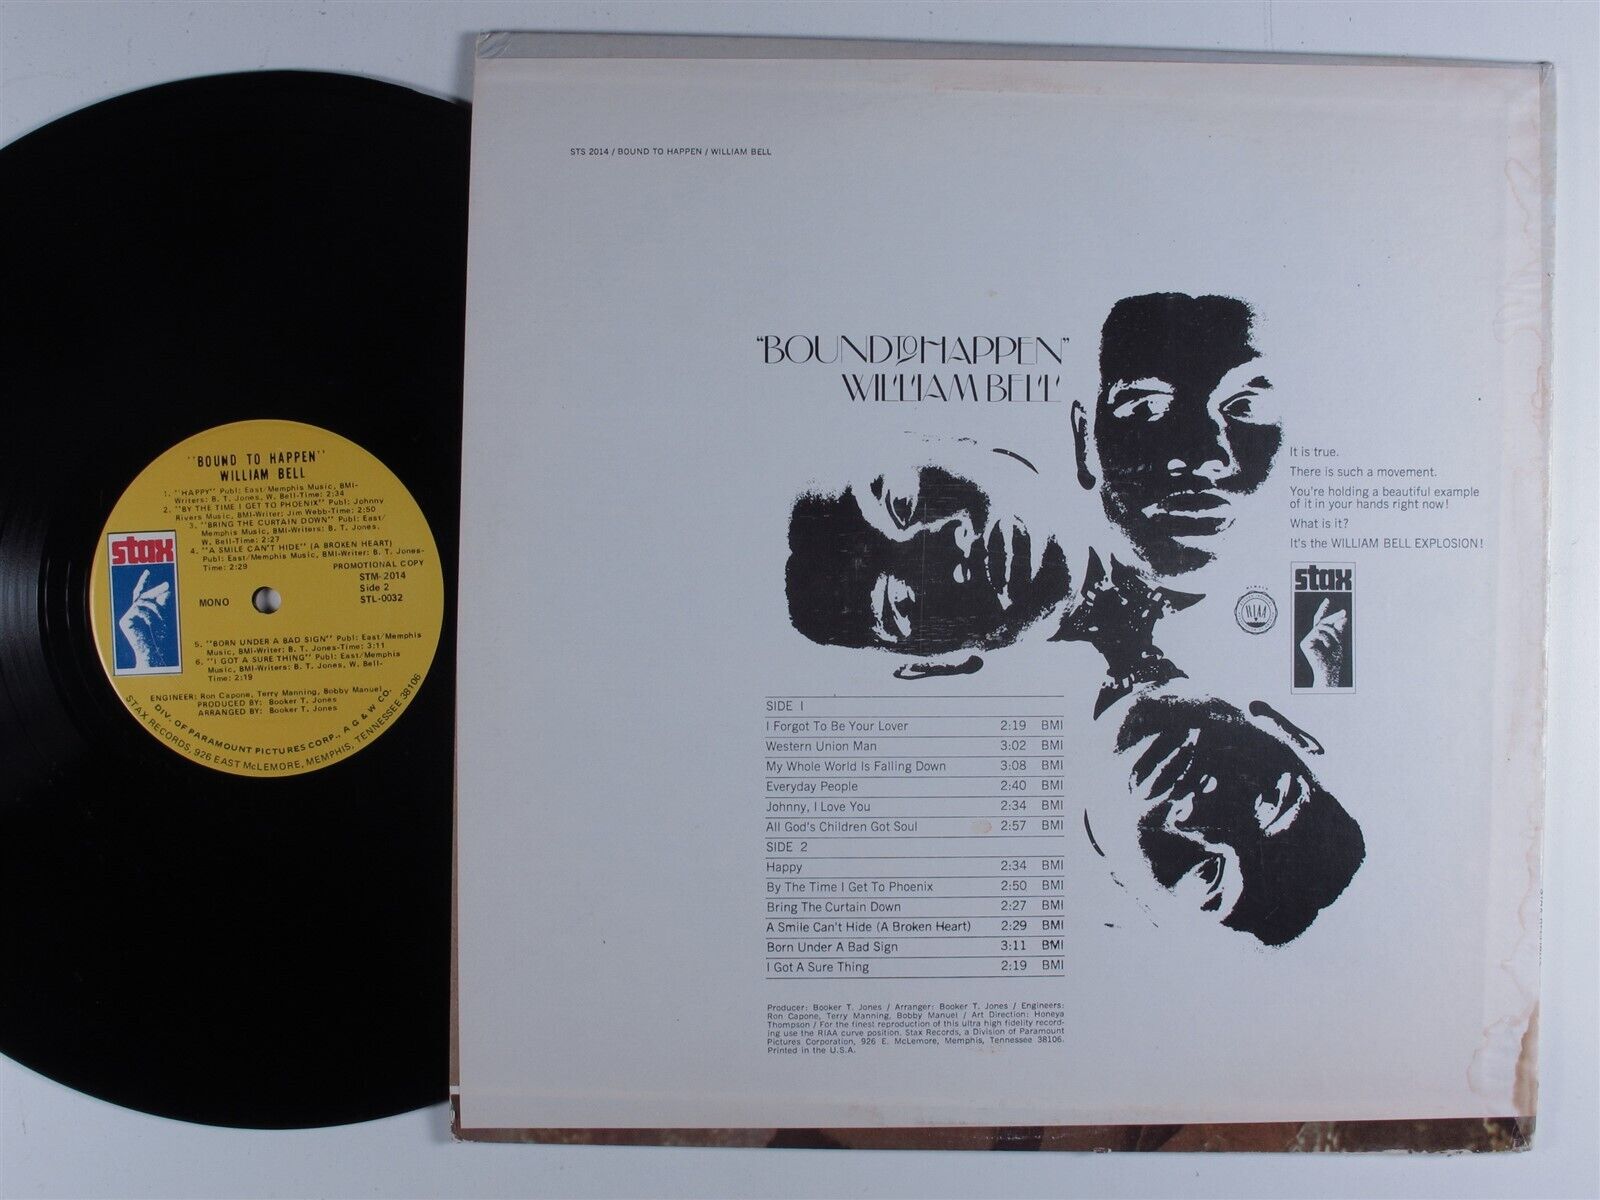 "BOUND TO HAPPEN"
WILLIAM BELL
1. "HAPPY" Publ: East/Memphis Music, BMI-
Writers: B. T. Jones, W. Bell-Time: 2:34
2. "BY THE TIME I GET TO PHOENIX" Publ: Johnny
Rivers Music, BMI-Writer: Jim Webb-Time: 2:50
3. "BRING THE CURTAIN DOWN" Publ: East/
Memphis Music, BMI-Writers: B. T. Jones,
W. Bell-Time: 2:27
4. "A SMILE CAN'T HIDE" (A BROKEN HEART)
Publ: East/Memphis Music, BMI-Writer: B. T. Jones-
Time: 2:29
PROMOTIONAL COPY
stax
STM-2014
Side 2
MONO
STL-0032
5. "BORN UNDER A BAD SIGN" Publ: East/Memphis
Music, BMI-Writer: B. T. Jones-Time: 3:11
6. "I GOT A SURE THING" Publ: East/Memphis
Music, BMI-Writers: B. T. Jones, W. Bell-
Time: 2:19
ENGINEER: Ron Capone, Terry Manning, Bobby Manuel
PRODUCED BY: Booker T. Jones
ARRANGED BY: Booker T. Jones
DIV. OF PARAMOUNT PICTURES CORP., A G & W CO.
STAX RECORDS, 926 EAST McLEMORE, MEMPHIS, TENNESSEE 38106
STS 2014 / BOUND TO HAPPEN / WILLIAM BELL
"BOUND TO HAPPEN"
WILLIAM BELL
It is true.
There is such a movement.
You're holding a beautiful example
of it in your hands right now!
What is it?
It's the WILLIAM BELL EXPLOSION!
RIAA
stax
SIDE 1
I Forgot To Be Your Lover 2:19 BMI
Western Union Man 3:02 BMI
My Whole World Is Falling Down 3:08 BMI
Everyday People 2:40 BMI
Johnny, I Love You 2:34 BMI
All God's Children Got Soul 2:57 BMI
SIDE 2
Happy 2:34 BMI
By The Time I Get To Phoenix 2:50 BMI
Bring The Curtain Down 2:27 BMI
A Smile Can't Hide (A Broken Heart) 2:29 BMI
Born Under A Bad Sign 3:11 BMI
I Got A Sure Thing 2:19 BMI
Producer: Booker T. Jones / Arranger: Booker T. Jones / Engineers:
Ron Capone, Terry Manning, Bobby Manuel / Art Direction: Honeya
Thompson / For the finest reproduction of this ultra high fidelity record-
ing use the RIAA curve position. Stax Records, a Division of Paramount
Pictures Corporation, 926 E. McLemore, Memphis, Tennessee 38106.
Printed in the U.S.A.